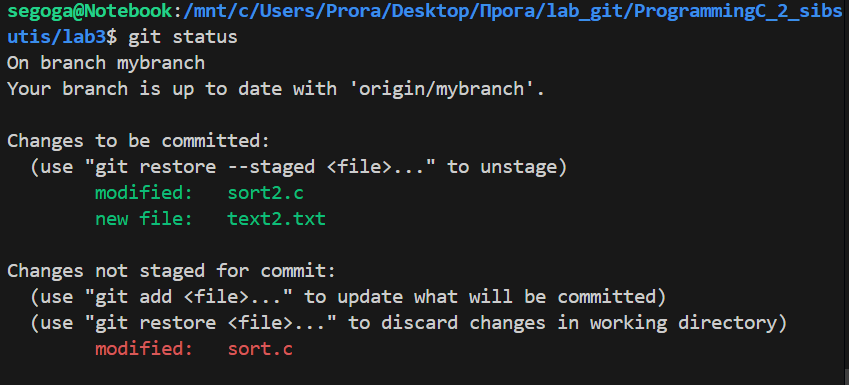 segoga@Notebook:/mnt/c/Users/Prora/Desktop/Прога/lab_git/ProgrammingC_2_sibs
utis/lab3$ git status
On branch mybranch
Your branch is up to date with 'origin/mybranch'.
Changes to be committed:
(use "git restore --staged <file>..." to unstage)
modified:   sort2.c
new file:   text2.txt
Changes not staged for commit:
(use "git add <file>..." to update what will be committed)
(use "git restore <file>..." to discard changes in working directory)
modified:   sort.c